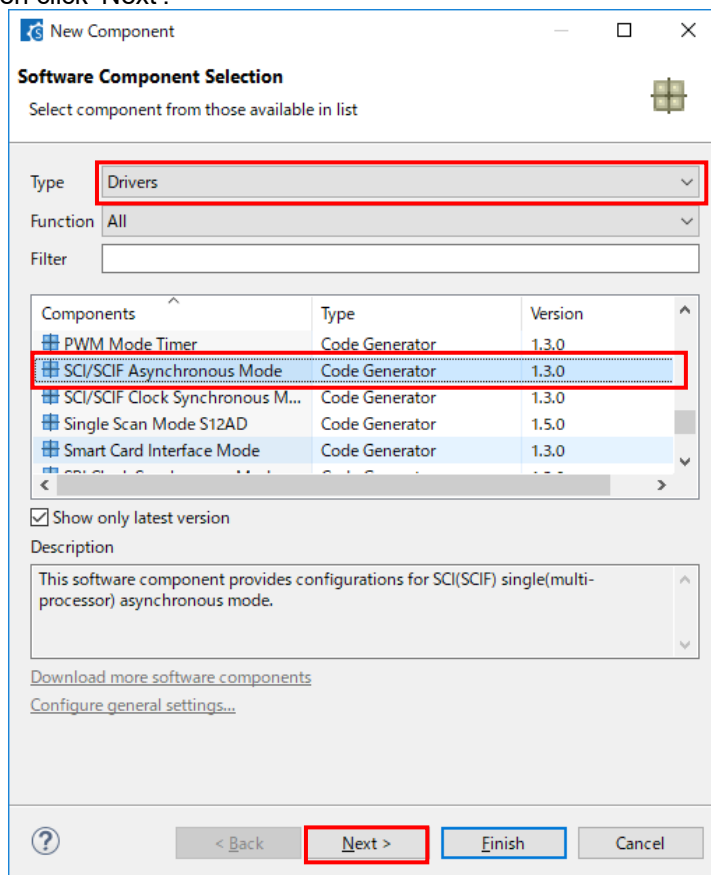 on click 'Next'.
New Component
Software Component Selection
Select component from those available in list
Type Drivers
Function All
Filter
Components Type Version
PWM Mode Timer Code Generator 1.3.0
SCI/SCIF Asynchronous Mode Code Generator 1.3.0
SCI/SCIF Clock Synchronous M... Code Generator 1.3.0
Single Scan Mode S12AD Code Generator 1.5.0
Smart Card Interface Mode Code Generator 1.3.0
Show only latest version
Description
This software component provides configurations for SCI(SCIF) single(multi-
processor) asynchronous mode.
Download more software components
Configure general settings...
< Back Next > Finish Cancel